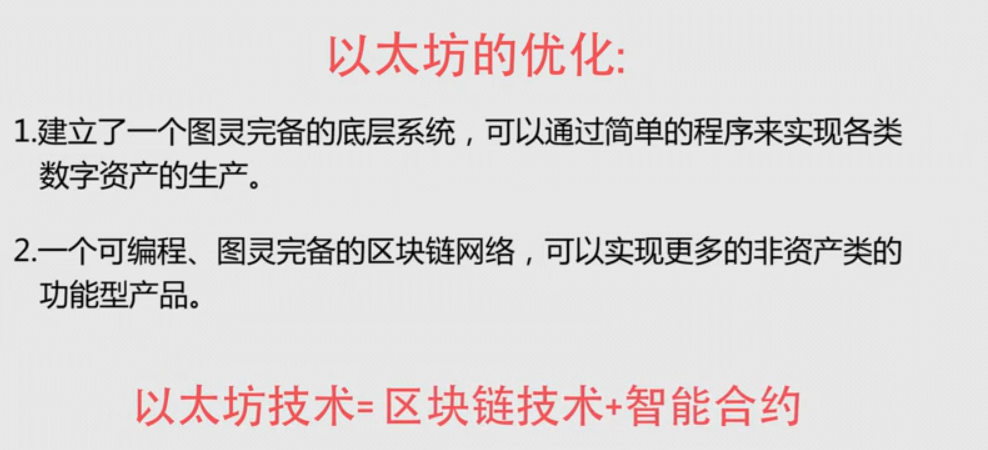 以太坊的优化:
1.建立了一个图灵完备的底层系统，可以通过简单的程序来实现各类
数字资产的生产。
2.一个可编程、图灵完备的区块链网络，可以实现更多的非资产类的
功能型产品。
以太坊技术=区块链技术+智能合约